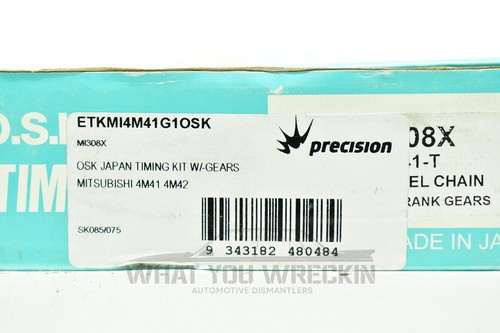 ETKMI4M41G1OSK
MI308X
OSK JAPAN TIMING KIT W/-GEARS
MITSUBISHI 4M41 4M42
SK085/075
precision
9 343182 480484
O.S.
TIM
08X
41-T
EL CHAIN
RANK GEARS
ADE IN JA
WHAT YOU WRECKIN
AUTOMOTIVE DISMANTLERS